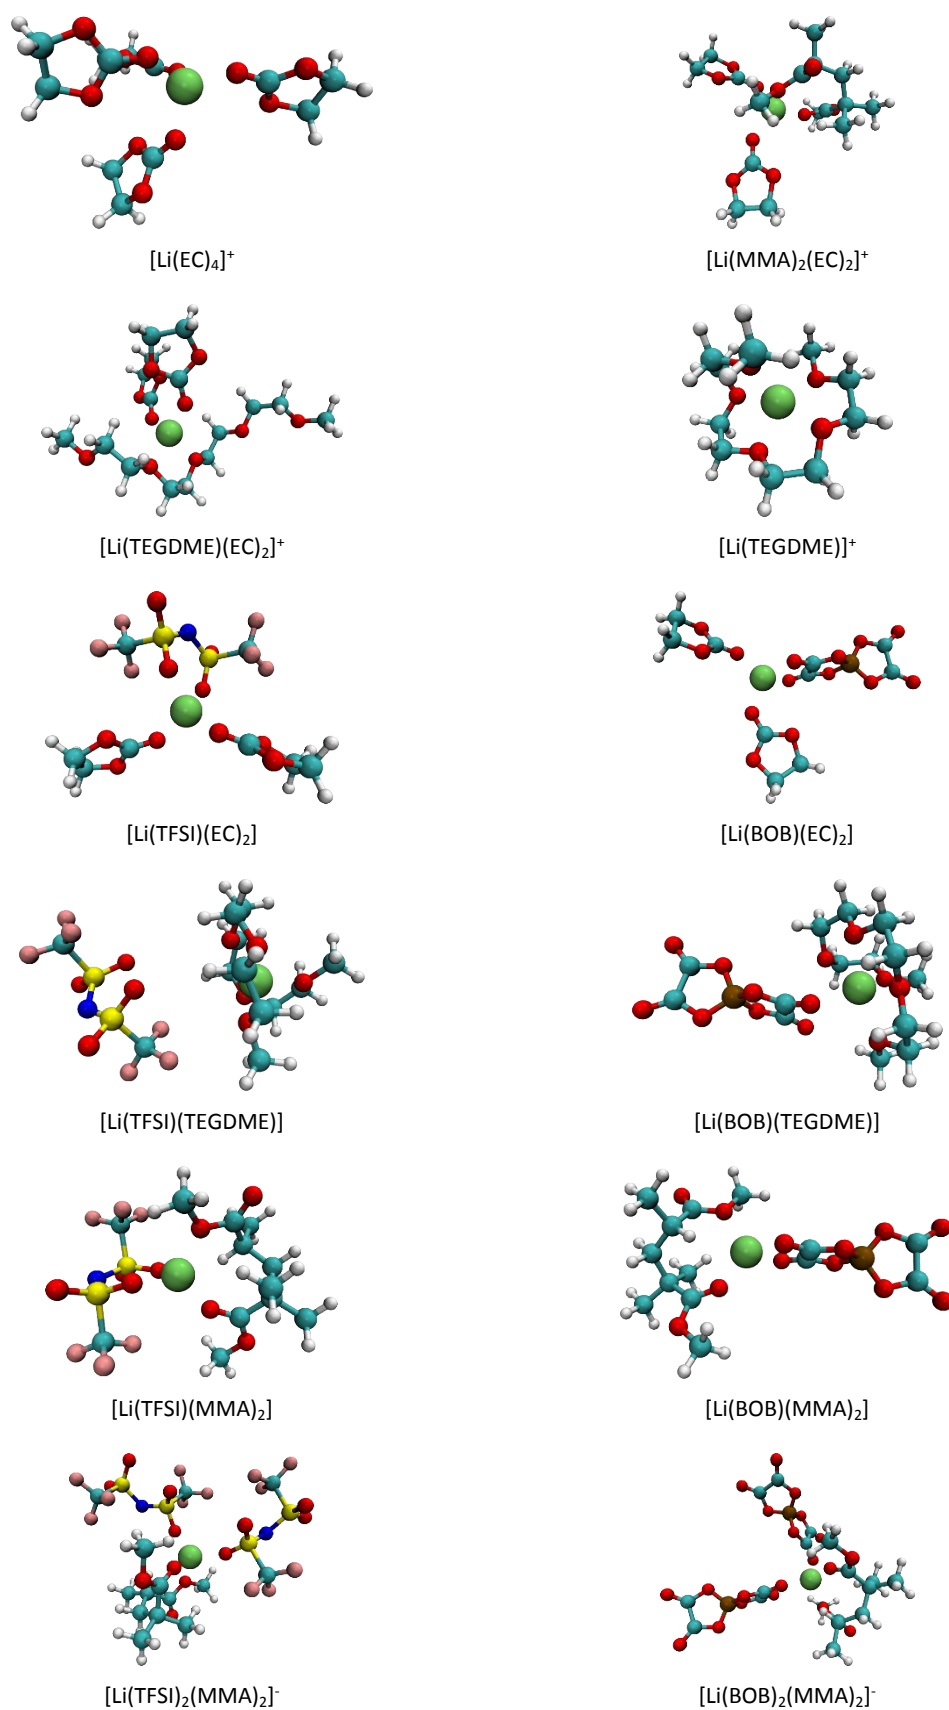 [Li(EC)₄]⁺
[Li(MMA)₂(EC)₂]⁺
[Li(TEGDME)(EC)₂]⁺
[Li(TEGDME)]⁺
[Li(TFSI)(EC)₂]
[Li(BOB)(EC)₂]
[Li(TFSI)(TEGDME)]
[Li(BOB)(TEGDME)]
[Li(TFSI)(MMA)₂]
[Li(BOB)(MMA)₂]
[Li(TFSI)₂(MMA)₂]⁻
[Li(BOB)₂(MMA)₂]⁻